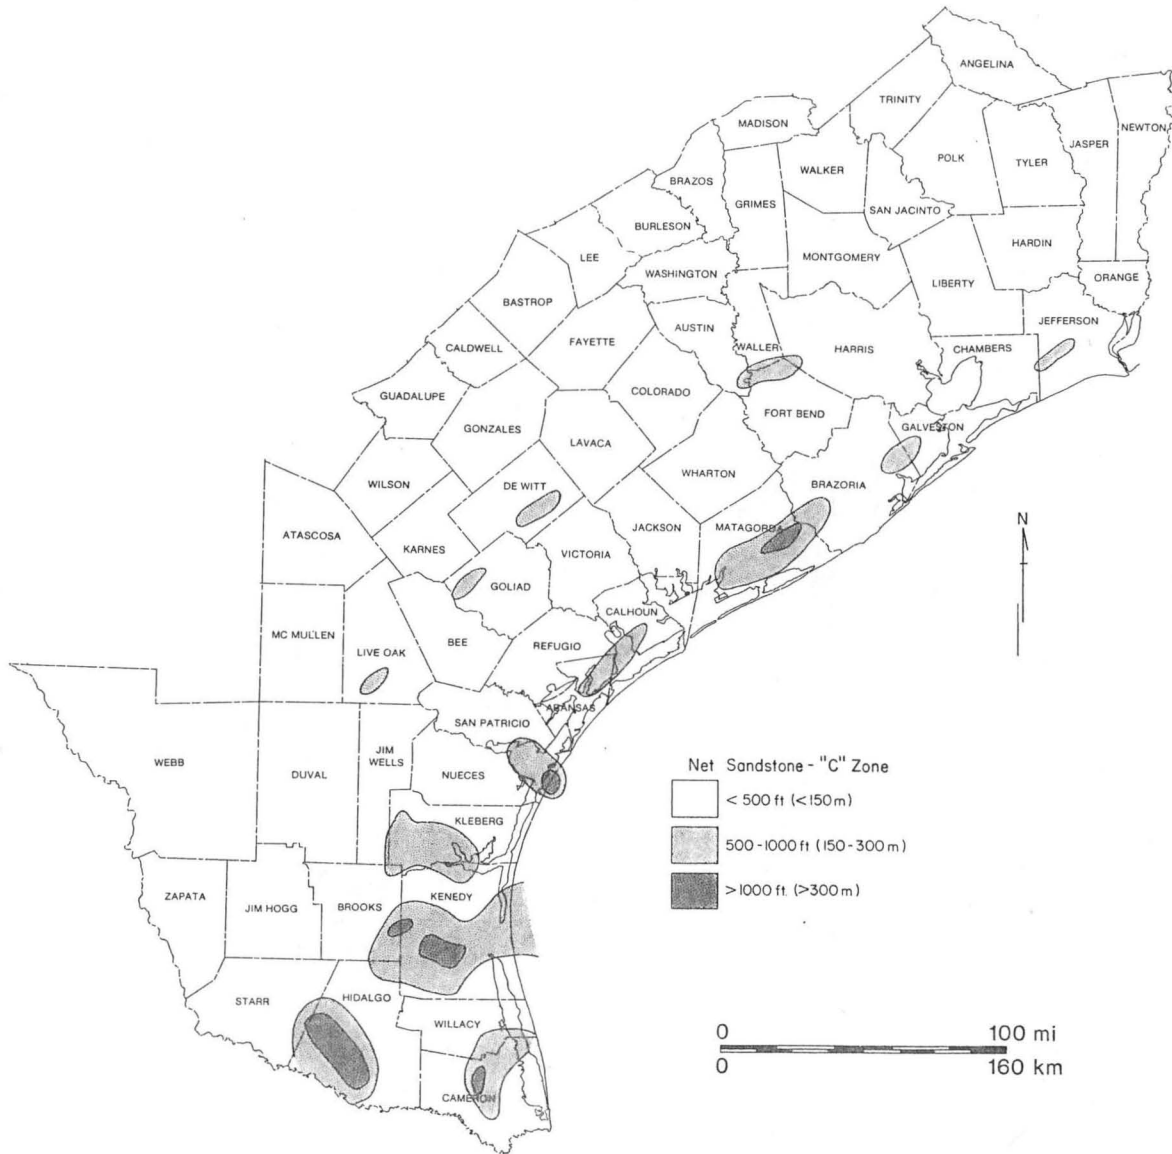 ANGELINA
TRINITY
NEWTON
MADISON
JASPER
POLK
TYLER
WALKER
BRAZOS
GRIMES
SAN JACINTO
BURLESON
HARDIN
LEE
MONTGOMERY
WASHINGTON
ORANGE
LIBERTY
BASTROP
JEFFERSON
AUSTIN
FAYETTE
WALLER
HARRIS
CHAMBERS
CALDWELL
COLORADO
GUADALUPE
FORT BEND
GONZALES
GALVESTON
LAVACA
WHARTON
WILSON
DE WITT
BRAZORIA
JACKSON
MATAGORDA
N
ATASCOSA
KARNES
VICTORIA
GOLIAD
CALHOUN
MC MULLEN
BEE
REFUGIO
LIVE OAK
ARANSAS
SAN PATRICIO
WEBB
JIM
WELLS
DUVAL
NUECES
KLEBERG
Net Sandstone - "C" Zone
< 500 ft (<150 m)
500-1000 ft (150-300 m)
>1000 ft. (>300 m)
ZAPATA
JIM HOGG
BROOKS
KENEDY
STARR
HIDALGO
WILLACY
CAMERON
0 100 mi
0 160 km